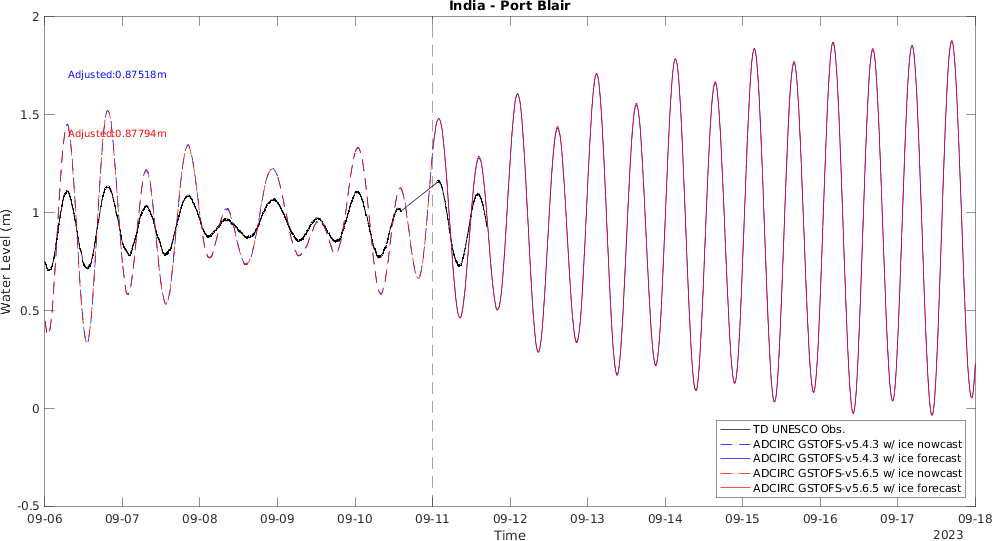 India - Port Blair
Adjusted:0.87518m
Adjusted:0.87794m
Water Level (m)
2
1.5
1
0.5
0
-0.5
09-06 09-07 09-08 09-09 09-10 09-11 09-12 09-13 09-14 09-15 09-16 09-17 09-18
Time
2023
TD UNESCO Obs.
ADCIRC GSTOFS-v5.4.3 w/ ice nowcast
ADCIRC GSTOFS-v5.4.3 w/ ice forecast
ADCIRC GSTOFS-v5.6.5 w/ ice nowcast
ADCIRC GSTOFS-v5.6.5 w/ ice forecast